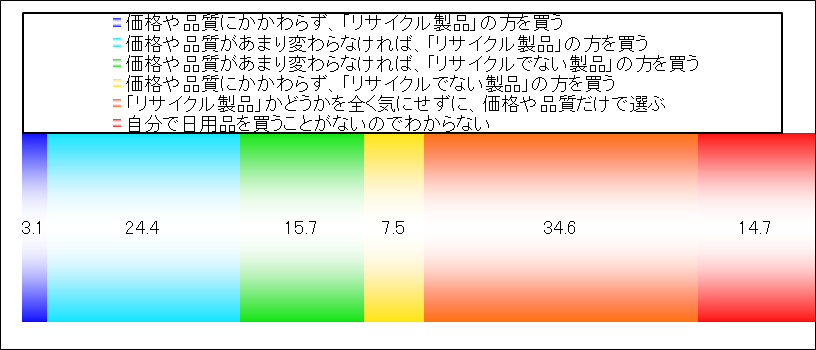 価格や品質にかかわらず、「リサイクル製品」の方を買う
価格や品質があまり変わらなければ、「リサイクル製品」の方を買う
価格や品質があまり変わらなければ、「リサイクルでない製品」の方を買う
価格や品質にかかわらず、「リサイクルでない製品」の方を買う
「リサイクル製品」かどうかを全く気にせずに、価格や品質だけで選ぶ
自分で日用品を買うことがないのでわからない
3.1 24.4 15.7 7.5 34.6 14.7